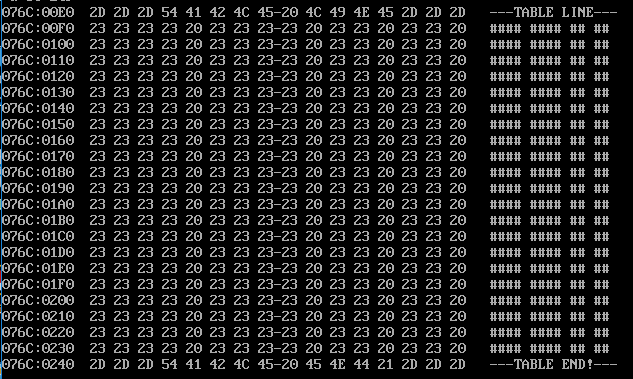 076C:00E0 2D 2D 2D 54 41 42 4C 45-20 4C 49 4E 45 2D 2D 2D ---TABLE LINE---
076C:00F0 23 23 23 23 20 23 23 23-23 20 23 23 20 23 23 20 #### #### ## ##
076C:0100 23 23 23 23 20 23 23 23-23 20 23 23 20 23 23 20 #### #### ## ##
076C:0110 23 23 23 23 20 23 23 23-23 20 23 23 20 23 23 20 #### #### ## ##
076C:0120 23 23 23 23 20 23 23 23-23 20 23 23 20 23 23 20 #### #### ## ##
076C:0130 23 23 23 23 20 23 23 23-23 20 23 23 20 23 23 20 #### #### ## ##
076C:0140 23 23 23 23 20 23 23 23-23 20 23 23 20 23 23 20 #### #### ## ##
076C:0150 23 23 23 23 20 23 23 23-23 20 23 23 20 23 23 20 #### #### ## ##
076C:0160 23 23 23 23 20 23 23 23-23 20 23 23 20 23 23 20 #### #### ## ##
076C:0170 23 23 23 23 20 23 23 23-23 20 23 23 20 23 23 20 #### #### ## ##
076C:0180 23 23 23 23 20 23 23 23-23 20 23 23 20 23 23 20 #### #### ## ##
076C:0190 23 23 23 23 20 23 23 23-23 20 23 23 20 23 23 20 #### #### ## ##
076C:01A0 23 23 23 23 20 23 23 23-23 20 23 23 20 23 23 20 #### #### ## ##
076C:01B0 23 23 23 23 20 23 23 23-23 20 23 23 20 23 23 20 #### #### ## ##
076C:01C0 23 23 23 23 20 23 23 23-23 20 23 23 20 23 23 20 #### #### ## ##
076C:01D0 23 23 23 23 20 23 23 23-23 20 23 23 20 23 23 20 #### #### ## ##
076C:01E0 23 23 23 23 20 23 23 23-23 20 23 23 20 23 23 20 #### #### ## ##
076C:01F0 23 23 23 23 20 23 23 23-23 20 23 23 20 23 23 20 #### #### ## ##
076C:0200 23 23 23 23 20 23 23 23-23 20 23 23 20 23 23 20 #### #### ## ##
076C:0210 23 23 23 23 20 23 23 23-23 20 23 23 20 23 23 20 #### #### ## ##
076C:0220 23 23 23 23 20 23 23 23-23 20 23 23 20 23 23 20 #### #### ## ##
076C:0230 23 23 23 23 20 23 23 23-23 20 23 23 20 23 23 20 #### #### ## ##
076C:0240 2D 2D 2D 54 41 42 4C 45-20 45 4E 44 21 2D 2D 2D ---TABLE END!---